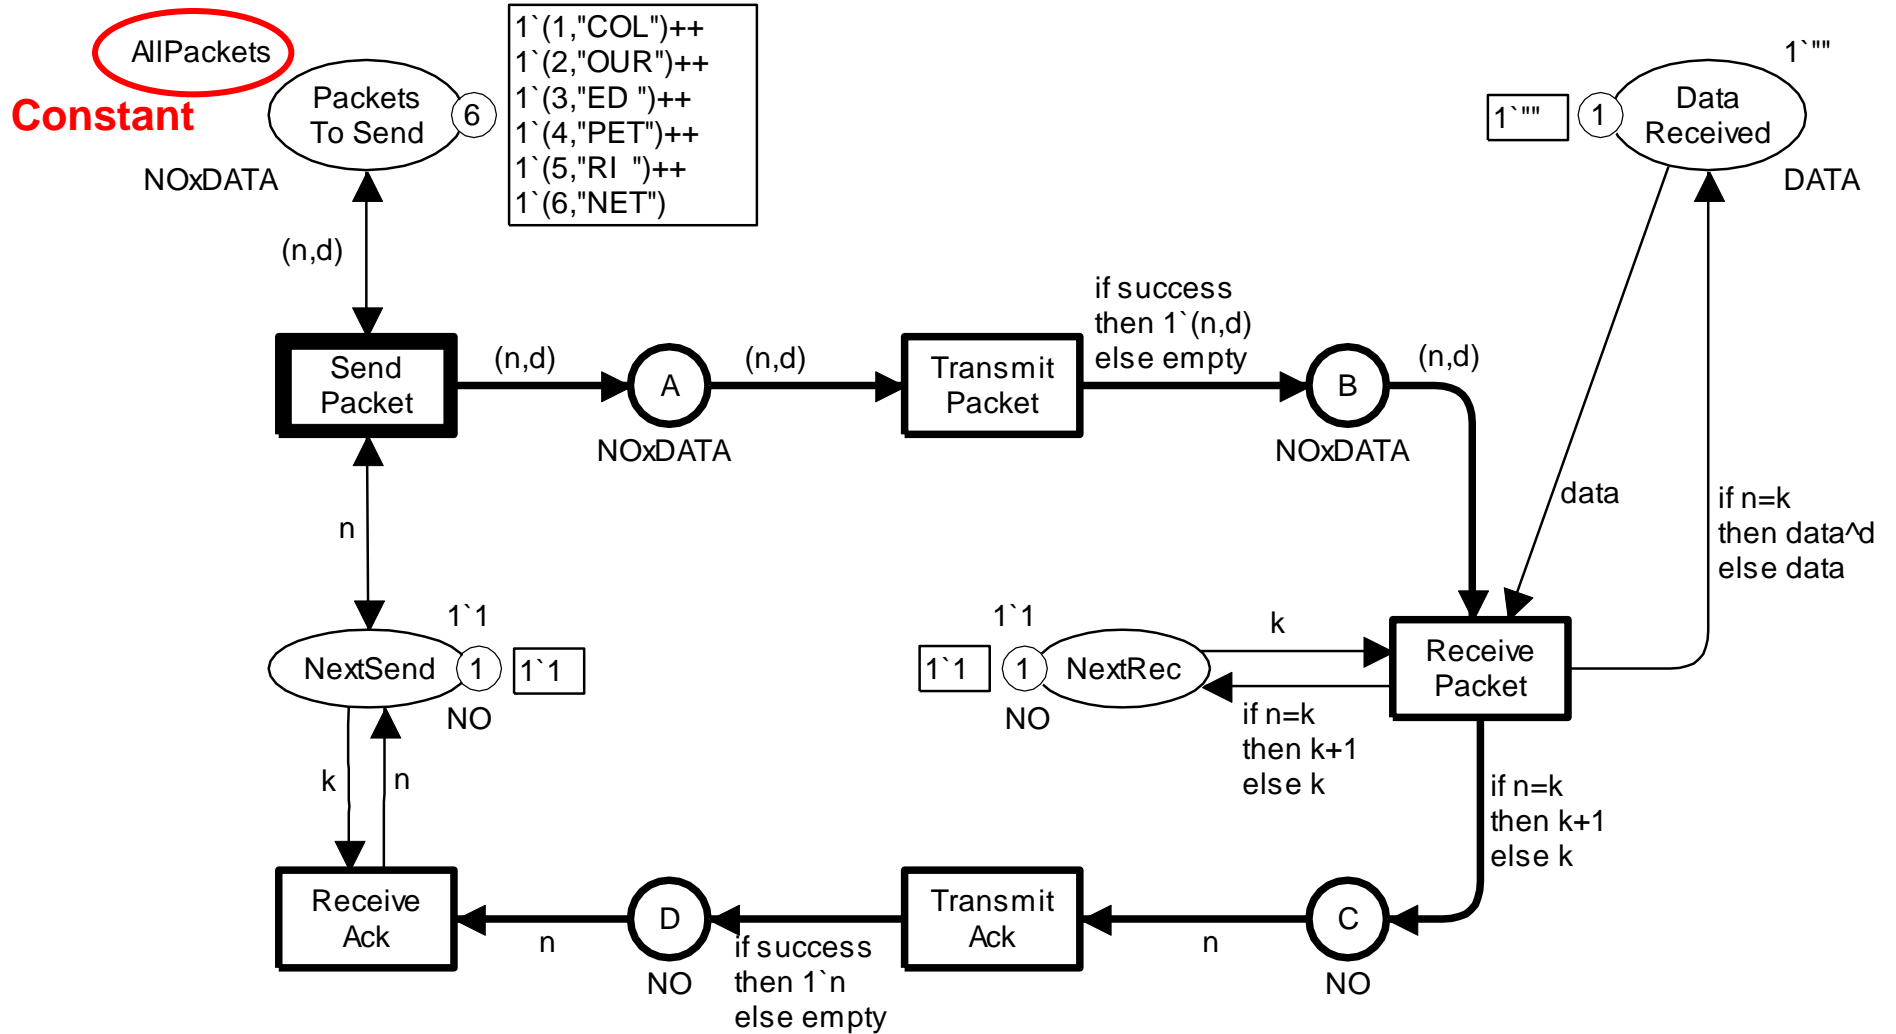 AllPackets
Constant
Packets
To Send
6
1`(1,"COL")++
1`(2,"OUR")++
1`(3,"ED ")++
1`(4,"PET")++
1`(5,"RI  ")++
1`(6,"NET")
NOxDATA
1`""
1`""
1
Data
Received
DATA
(n,d)
Send
Packet
(n,d)
A
NOxDATA
(n,d)
Transmit
Packet
if success
then 1`(n,d)
else empty
B
NOxDATA
(n,d)
data
if n=k
then data^d
else data
n
1`1
NextSend
1
1`1
NO
1`1
1`1
1
NextRec
NO
k
if n=k
then k+1
else k
Receive
Packet
if n=k
then k+1
else k
k
n
Receive
Ack
n
D
NO
if success
then 1`n
else empty
Transmit
Ack
n
C
NO